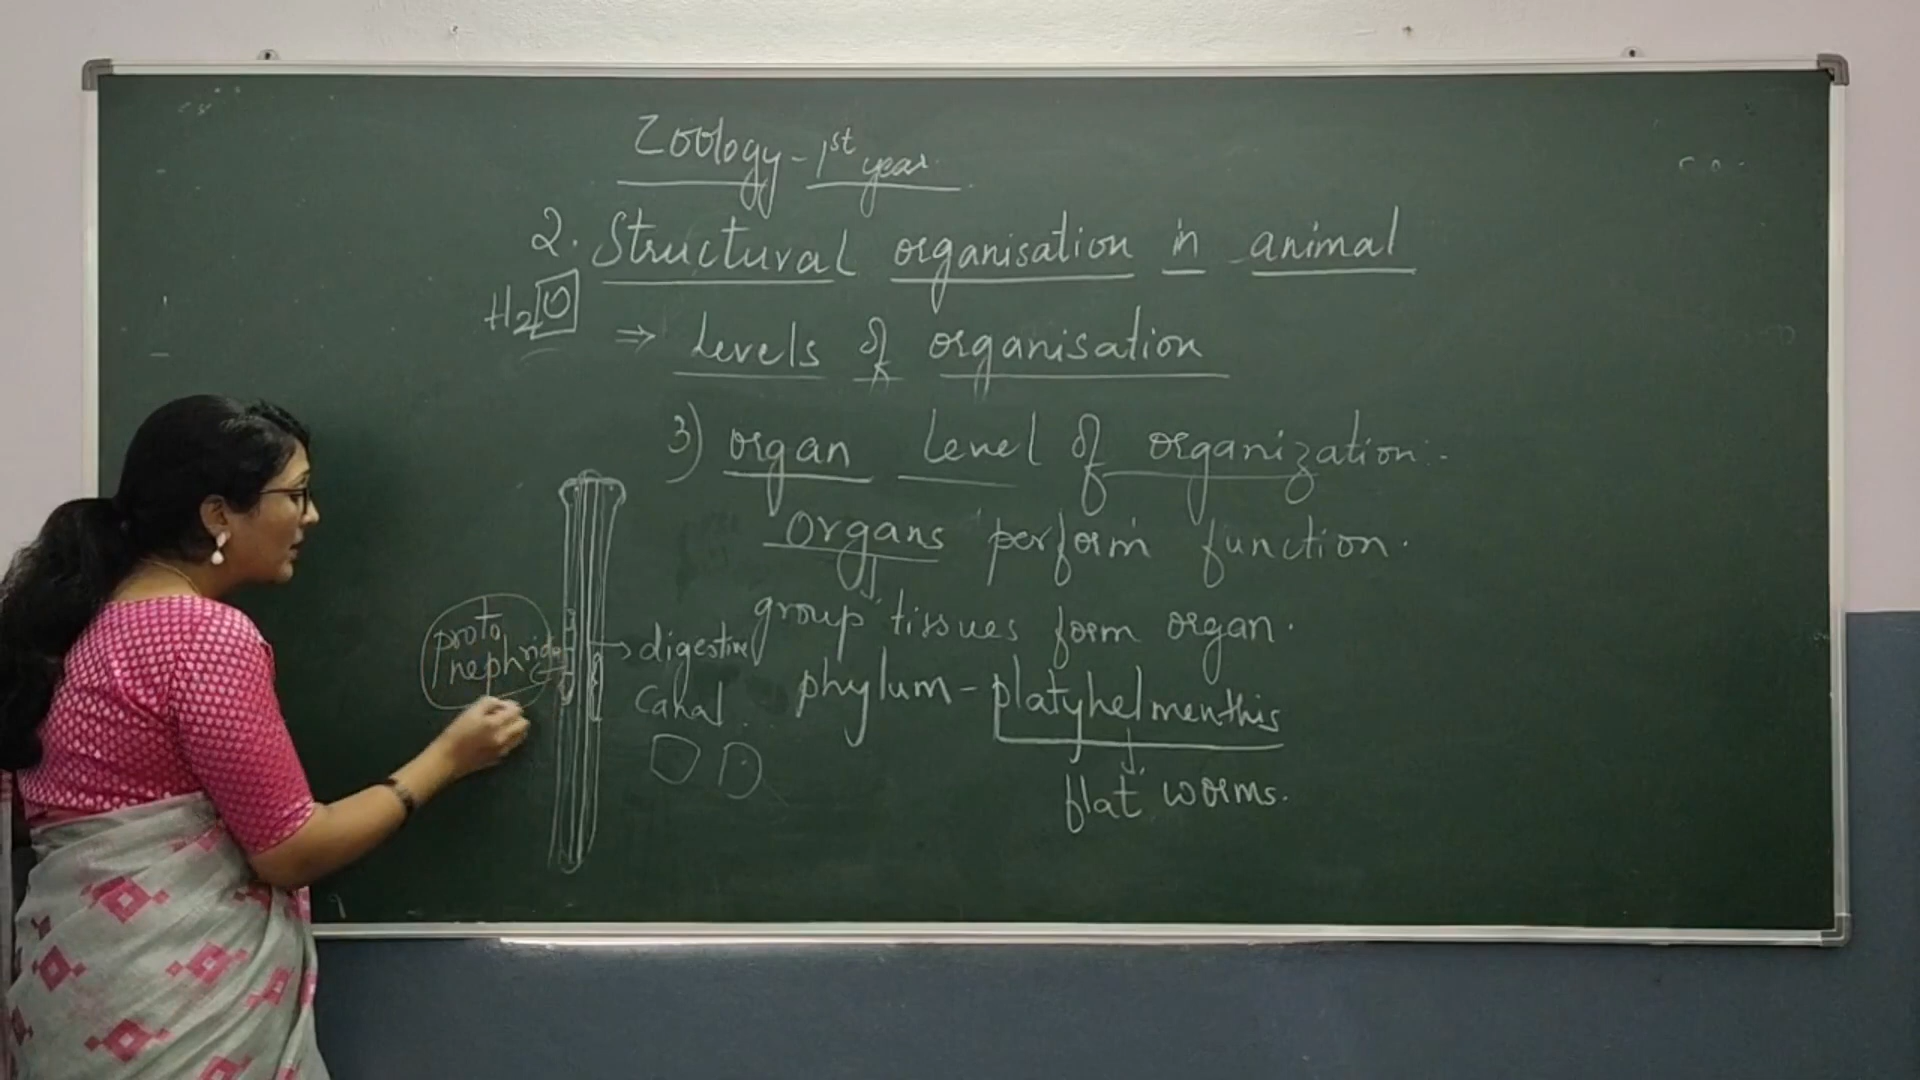 Zoology - 1st year
2. Structural organisation in animal
H2O
⇒ Levels of organisation
3) organ level of organization.
organs perform function.
group tissues form organ.
proto
nephridia
→ digestive
canal.
phylum - platyhelmenthis
flat worms.